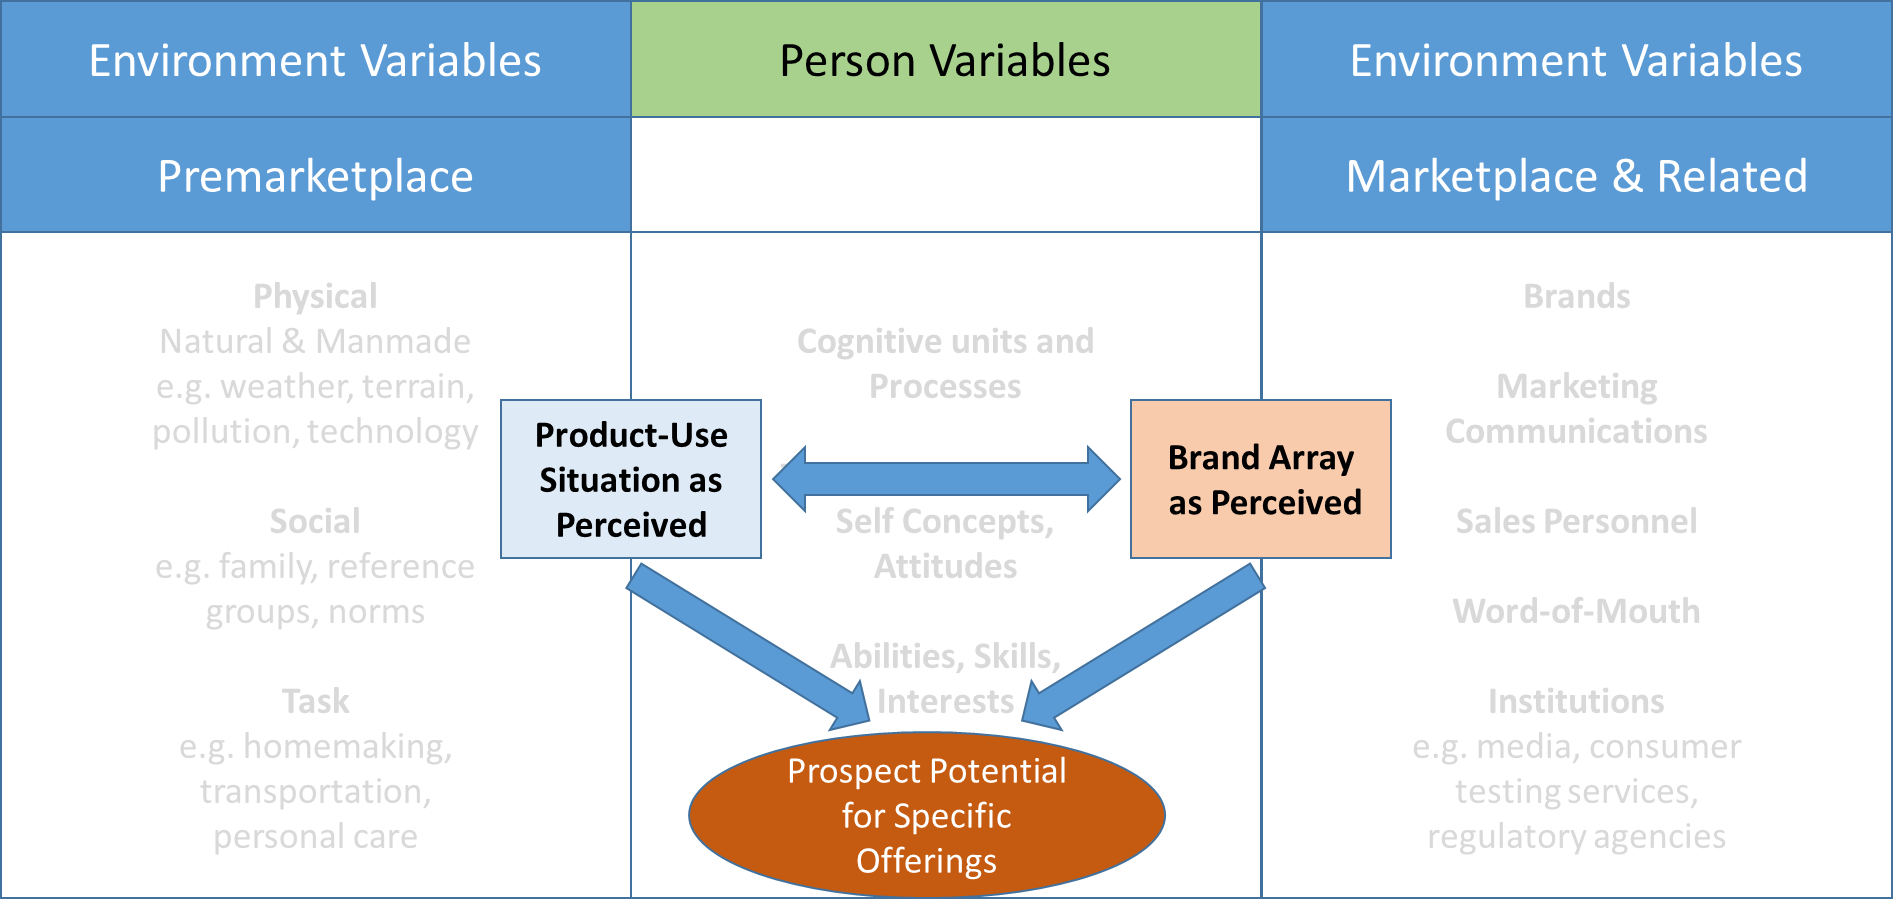 Environment Variables
Person Variables
Environment Variables
Premarketplace
Marketplace & Related
Physical
Natural & Manmade
e.g. weather, terrain,
pollution, technology
Social
e.g. family, reference
groups, norms
Task
e.g. homemaking,
transportation,
personal care
Product-Use
Situation as
Perceived
Cognitive units and
Processes
Self Concepts,
Attitudes
Abilities, Skills,
Interests
Prospect Potential
for Specific
Offerings
Brand Array
as Perceived
Brands
Marketing
Communications
Sales Personnel
Word-of-Mouth
Institutions
e.g. media, consumer
testing services,
regulatory agencies